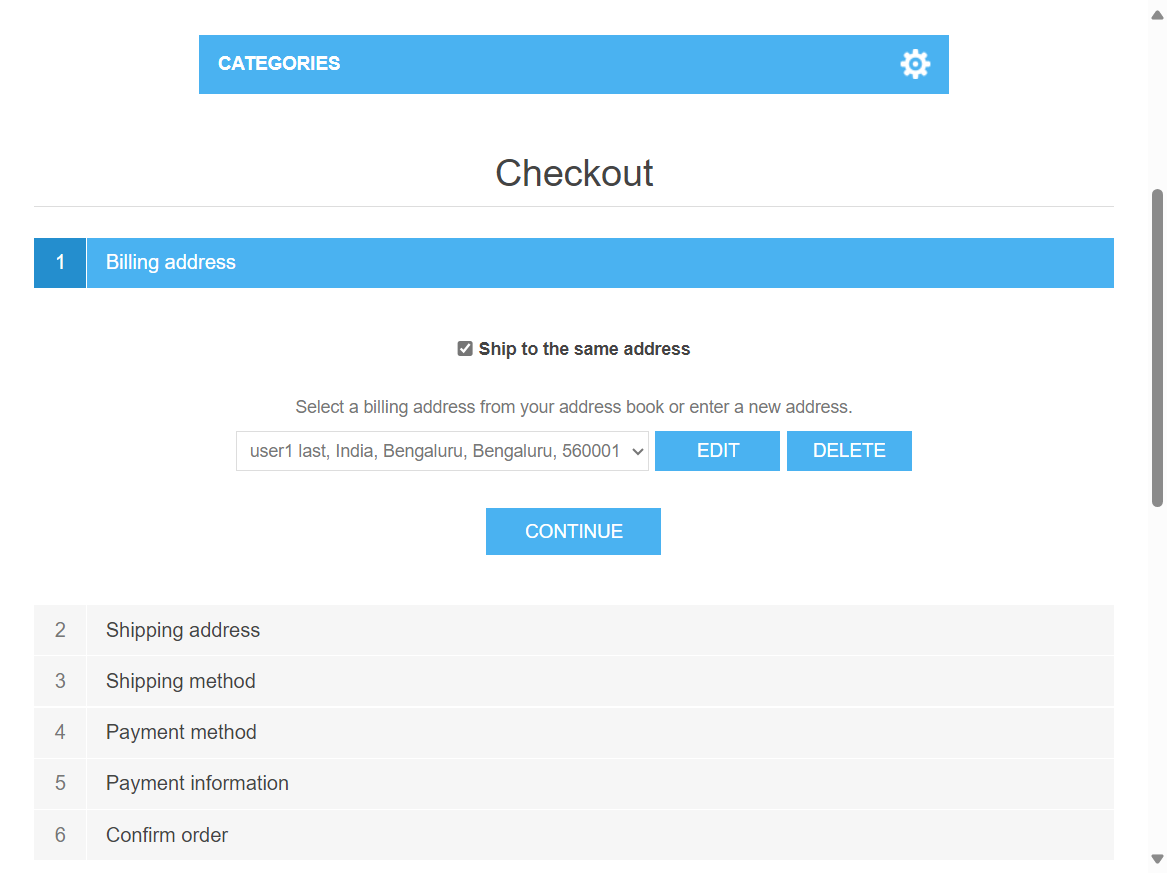 CATEGORIES
Checkout
1 Billing address
Ship to the same address
Select a billing address from your address book or enter a new address.
user1 last, India, Bengaluru, Bengaluru, 560001 EDIT DELETE
CONTINUE
2 Shipping address
3 Shipping method
4 Payment method
5 Payment information
6 Confirm order